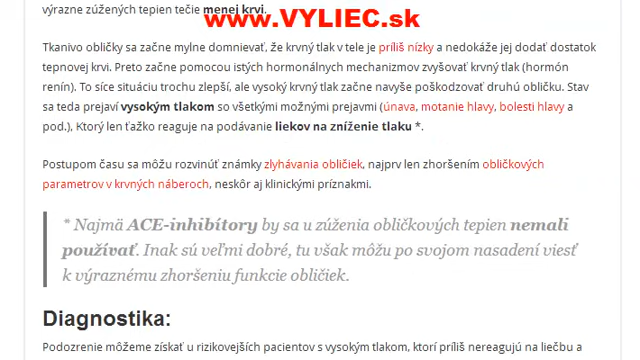 výrazne zúžených tepien tečie menej krvi.
www.VYLIEC.sk
Tkanivo obličky sa začne mylne domnievať, že krvný tlak v tele je príliš nízky a nedokáže jej dodať dostatok
tepnovej krvi. Preto začne pomocou istých hormonálnych mechanizmov zvyšovať krvný tlak (hormón
renín). To síce situáciu trochu zlepší, ale vysoký krvný tlak začne navyše poškodzovať druhú obličku. Stav
sa teda prejaví vysokým tlakom so všetkými možnými prejavmi (únava, motanie hlavy, bolesti hlavy a
pod.), Ktorý len ťažko reaguje na podávanie liekov na zníženie tlaku *.
Postupom času sa môžu rozvinúť známky zlyhávania obličiek, najprv len zhoršením obličkových
parametrov v krvných náberoch, neskôr aj klinickými príznakmi.
* Najmä ACE-inhibítory by sa u zúženia obličkových tepien nemali
používať. Inak sú veľmi dobré, tu však môžu po svojom nasadení viesť
k výraznému zhoršeniu funkcie obličiek.
Diagnostika:
Podozrenie môžeme získať u rizikovejších pacientov s vysokým tlakom, ktorí príliš nereagujú na liečbu a